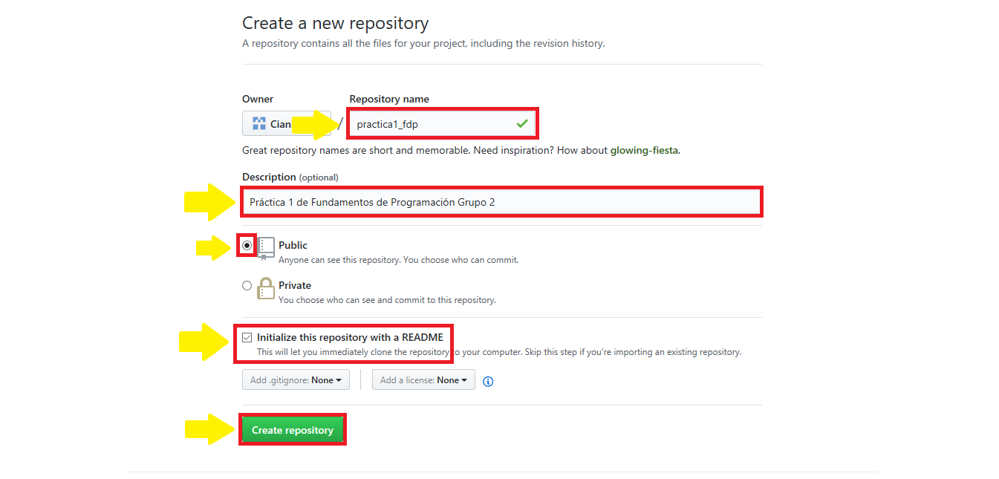 Create a new repository
A repository contains all the files for your project, including the revision history.
Owner
Repository name
/
practica1_fdp
Great repository names are short and memorable. Need inspiration? How about glowing-fiesta.
Description (optional)
Práctica 1 de Fundamentos de Programación Grupo 2
Public
Anyone can see this repository. You choose who can commit.
Private
You choose who can see and commit to this repository.
Initialize this repository with a README
This will let you immediately clone the repository to your computer. Skip this step if you’re importing an existing repository.
Add .gitignore: None
Add a license: None
Create repository